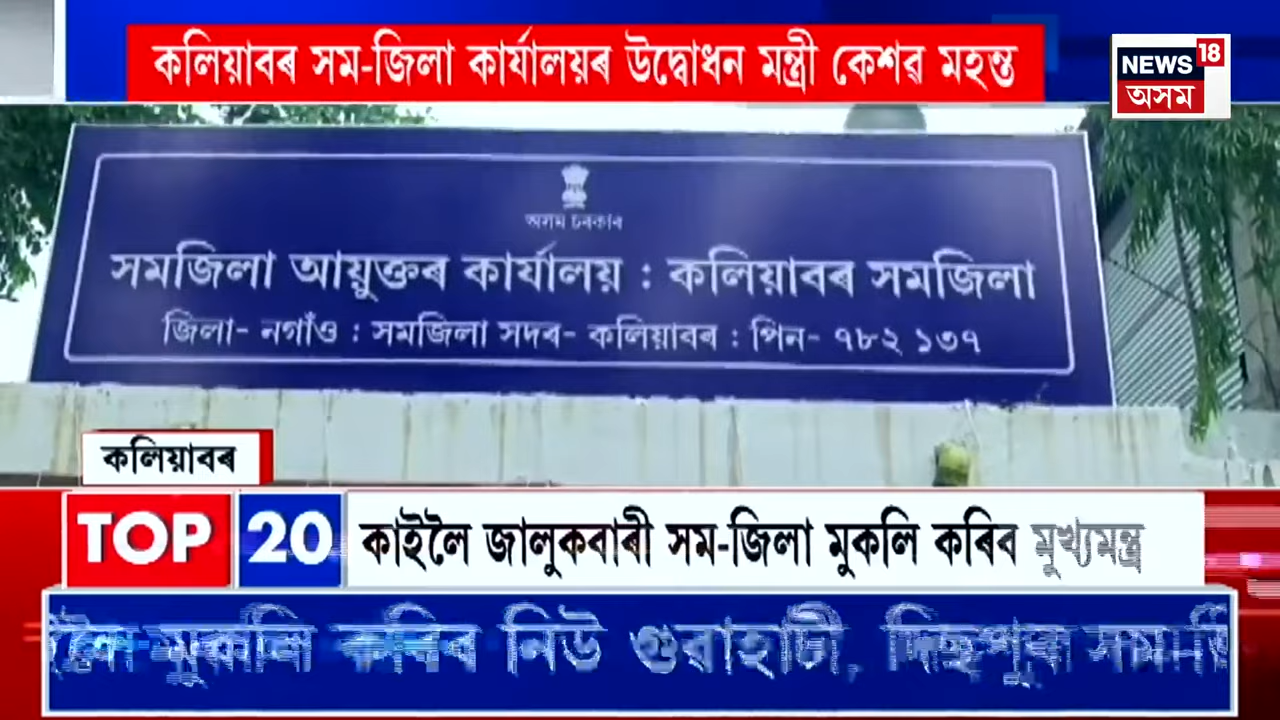 কলিয়াবৰ সম-জিলা কাৰ্যালয়ৰ উদ্বোধন মন্ত্ৰী কেশৱ মহন্ত
NEWS 18
অসম
অসম চৰকাৰ
সমজিলা আয়ুক্তৰ কাৰ্যালয় : কলিয়াবৰ সমজিলা
জিলা- নগাঁও : সমজিলা সদৰ- কলিয়াবৰ : পিন- ৭৮২ ১৩৭
কলিয়াবৰ
TOP 20 কাইলৈ জালুকবাৰী সম-জিলা মুকলি কৰিব মুখ্যমন্ত্ৰ
মুকলি কৰিব নিউ গুৱাহাটী, দিছপুৰ